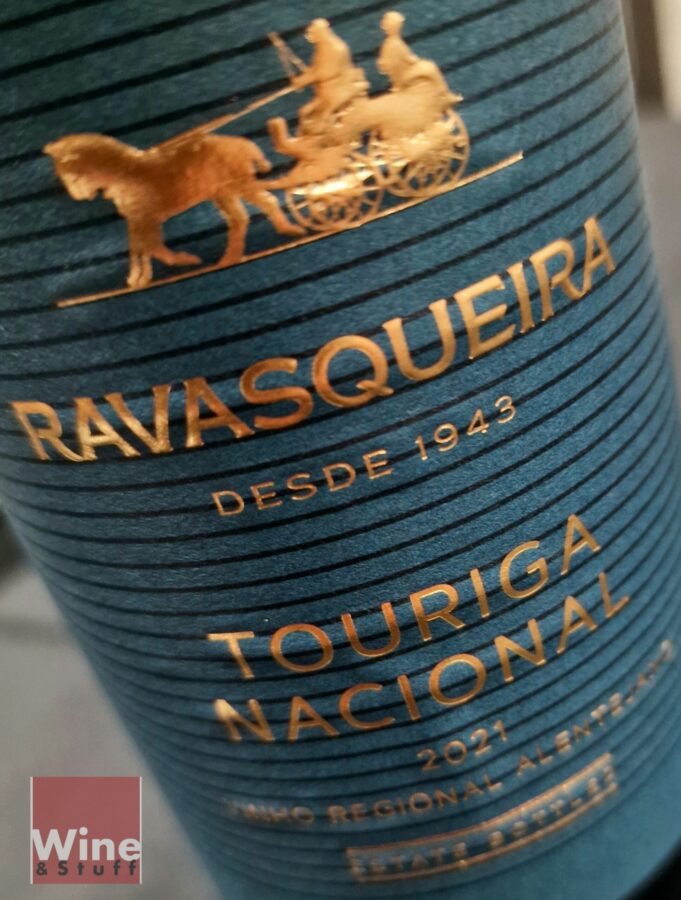 RAVASQUEIRA
DESDE 1943
TOURIGA
NACIONAL
2021
VINHO REGIONAL ALENTEJANO
ESTATE BOTTLED
Wine
& Stuff